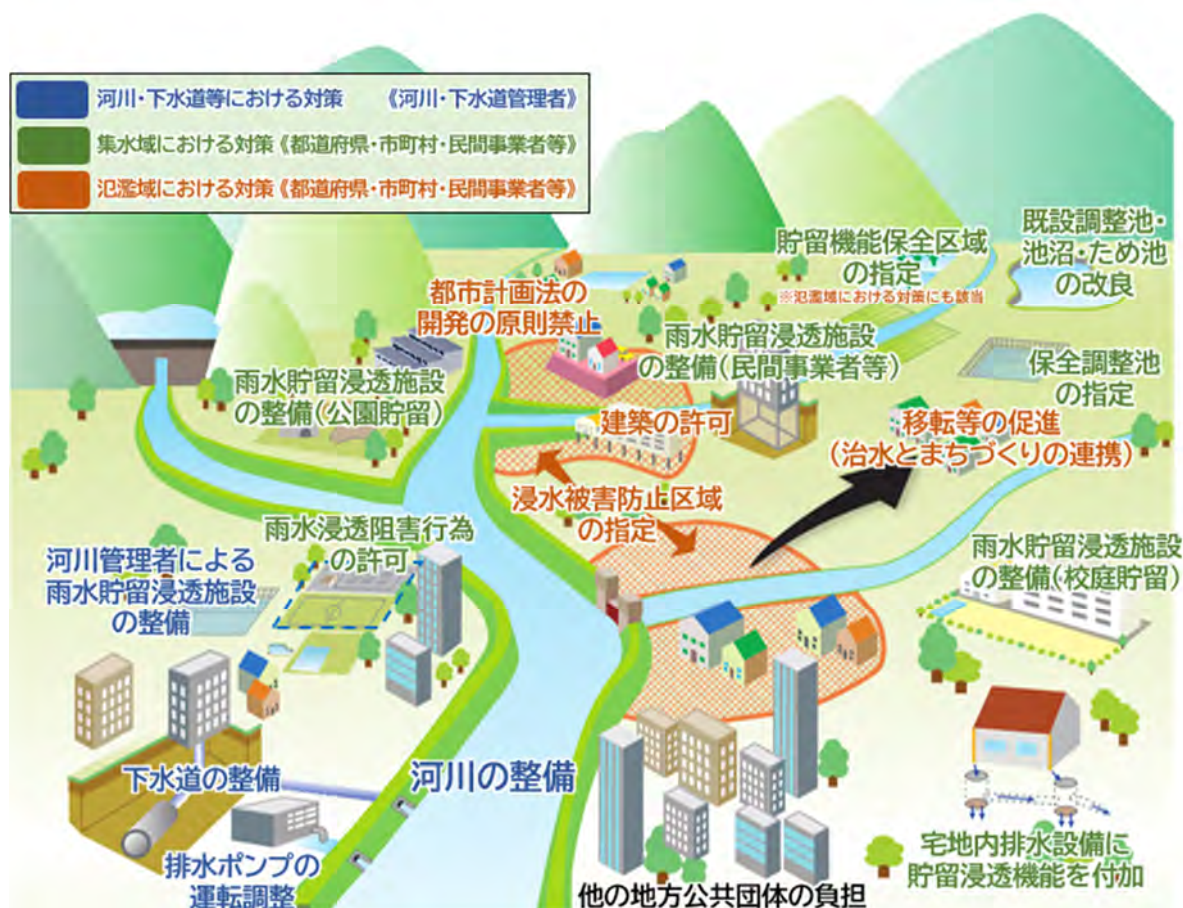 河川・下水道等における対策 《河川・下水道管理者》
集水域における対策《都道府県・市町村・民間事業者等》
氾濫域における対策《都道府県・市町村・民間事業者等》
貯留機能保全区域
の指定
※氾濫域における対策にも該当
既設調整池・
池沼・ため池
の改良
都市計画法の
開発の原則禁止
雨水貯留浸透施設
の整備(民間事業者等)
保全調整池
の指定
雨水貯留浸透施設
の整備(公園貯留)
建築の許可
移転等の促進
(治水とまちづくりの連携)
浸水被害防止区域
の指定
雨水浸透阻害行為
の許可
河川管理者による
雨水貯留浸透施設
の整備
雨水貯留浸透施設
の整備(校庭貯留)
下水道の整備
河川の整備
排水ポンプの
運転調整
宅地内排水設備に
貯留浸透機能を付加
他の地方公共団体の負担